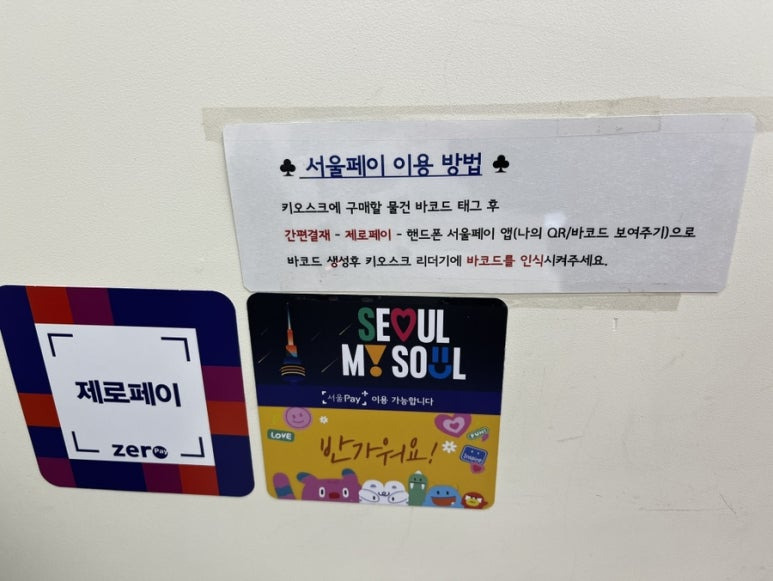 ♣ 서울페이 이용 방법 ♣
키오스크에 구매할 물건 바코드 태그 후
간편결재 - 제로페이 - 핸드폰 서울페이 앱(나의 QR/바코드 보여주기)으로
바코드 생성후 키오스크 리더기에 바코드를 인식시켜주세요.
제로페이
zero Pay
SEOUL
MY SOUL
서울Pay+ 이용 가능합니다
LOVE
FUN!
반가워요!